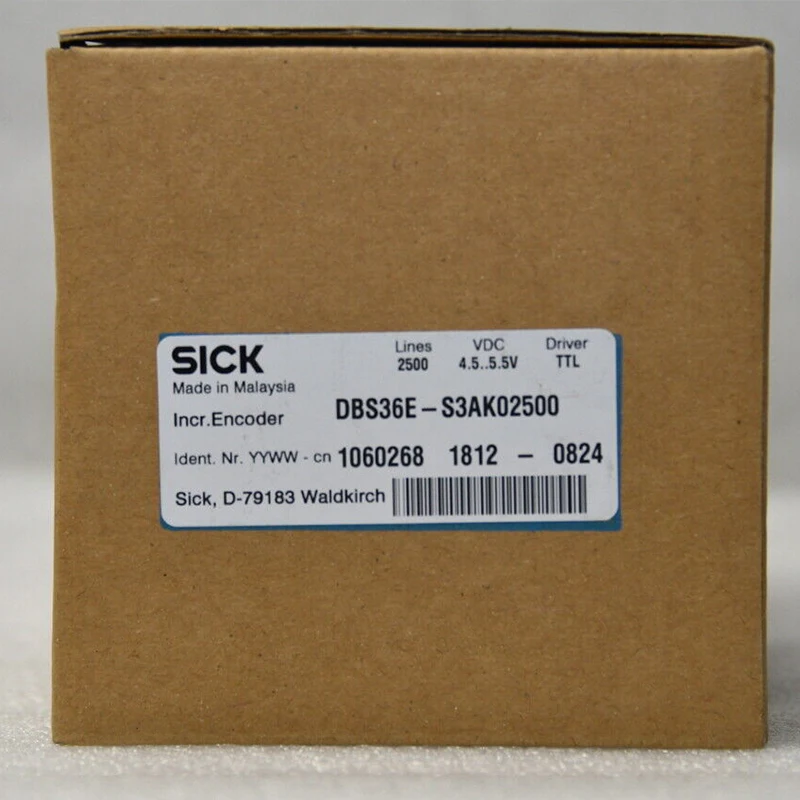 SICK
Lines VDC Driver
2500 4.5..5.5V TTL
Made in Malaysia
Incr.Encoder DBS36E-S3AK02500
Ident. Nr. YYWW - cn 1060268 1812 - 0824
Sick, D-79183 Waldkirch